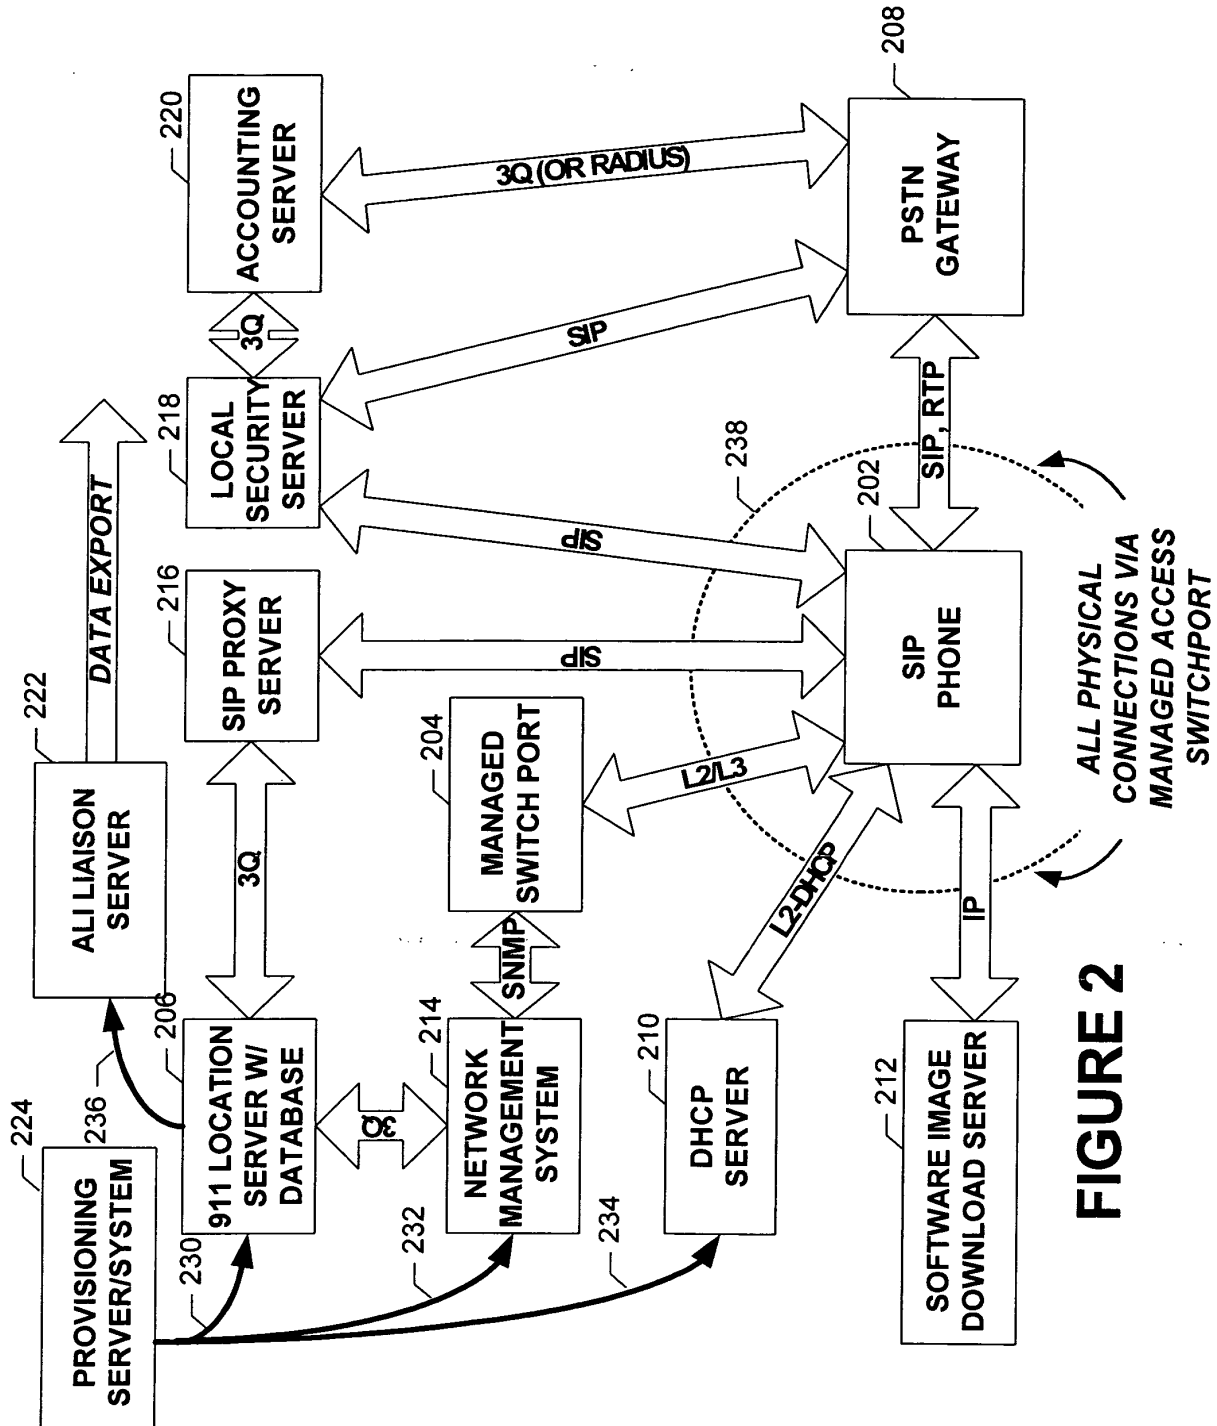 224
PROVISIONING
SERVER/SYSTEM
236
222
ALI LIAISON
SERVER
DATA EXPORT
230
206
911 LOCATION
SERVER W/
DATABASE
3Q
216
SIP PROXY
SERVER
218
LOCAL
SECURITY
SERVER
3Q
220
ACCOUNTING
SERVER
3Q
232
214
NETWORK
MANAGEMENT
SYSTEM
SNMP
204
MANAGED
SWITCH PORT
SIP
SIP
SIP
3Q (OR RADIUS)
234
210
DHCP
SERVER
L2-DHCP
L2/L3
238
212
SOFTWARE IMAGE
DOWNLOAD SERVER
IP
202
SIP
PHONE
SIP, RTP
208
PSTN
GATEWAY
ALL PHYSICAL
CONNECTIONS VIA
MANAGED ACCESS
SWITCHPORT
FIGURE 2